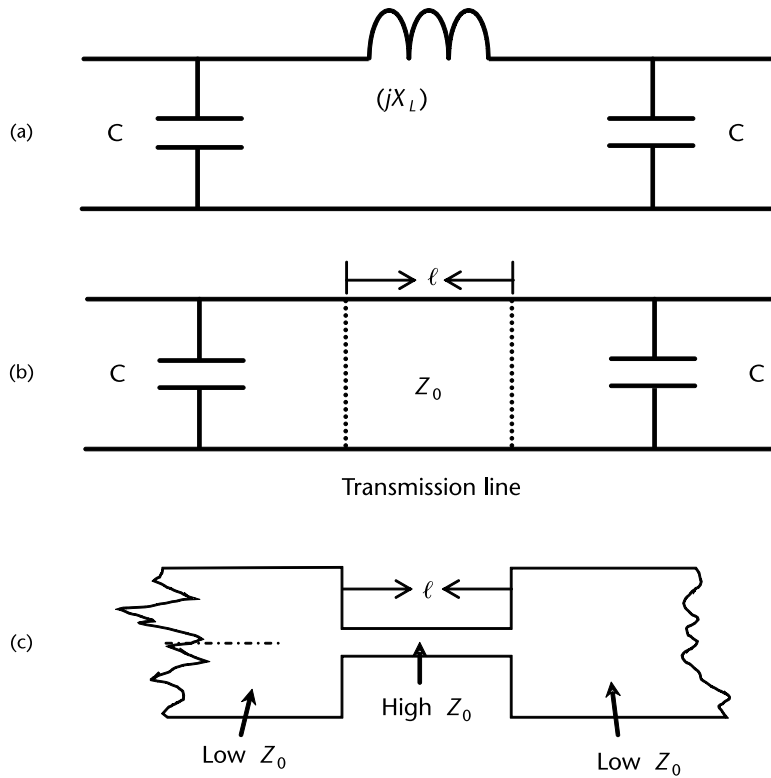 (jX_L)
(a) C C
ℓ
(b) C Z_0 C
Transmission line
ℓ
(c)
High Z_0
Low Z_0 Low Z_0